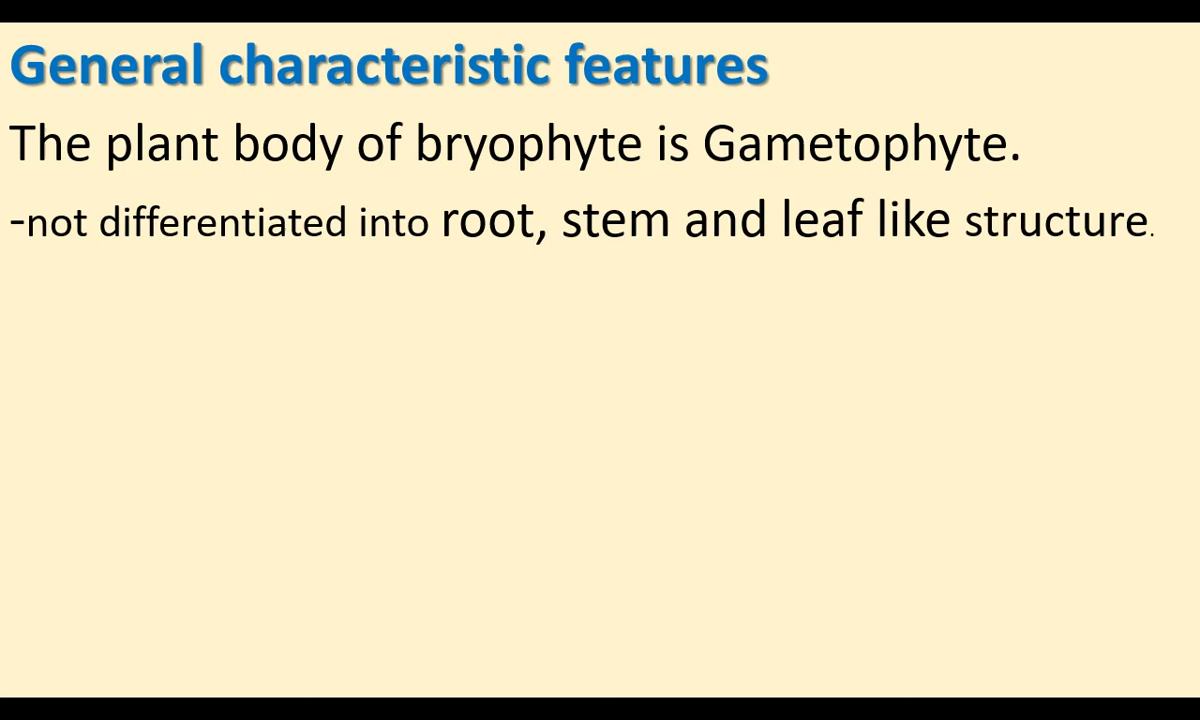 General characteristic features
The plant body of bryophyte is Gametophyte.
-not differentiated into root, stem and leaf like structure.